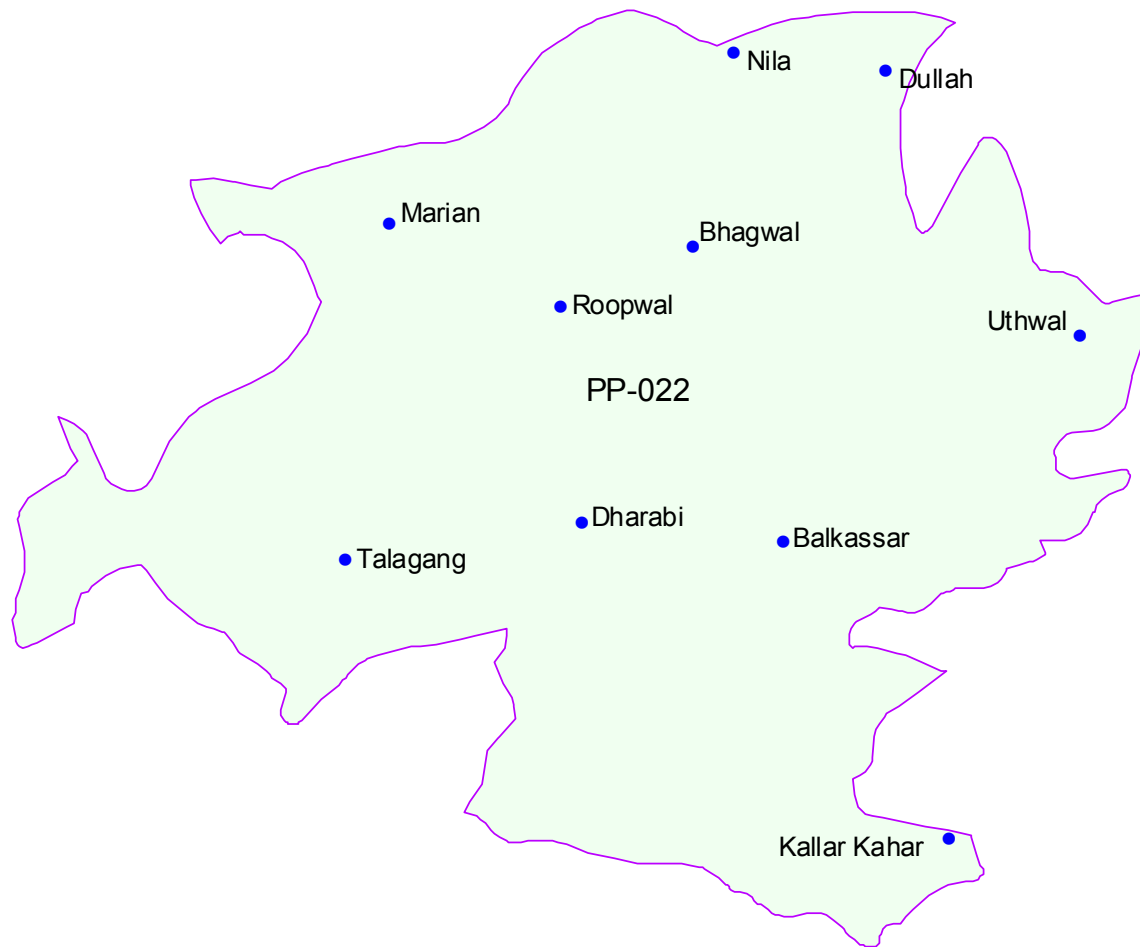 Nila
Dullah
Marian
Bhagwal
Roopwal
Uthwal
PP-022
Dharabi
Balkassar
Talagang
Kallar Kahar